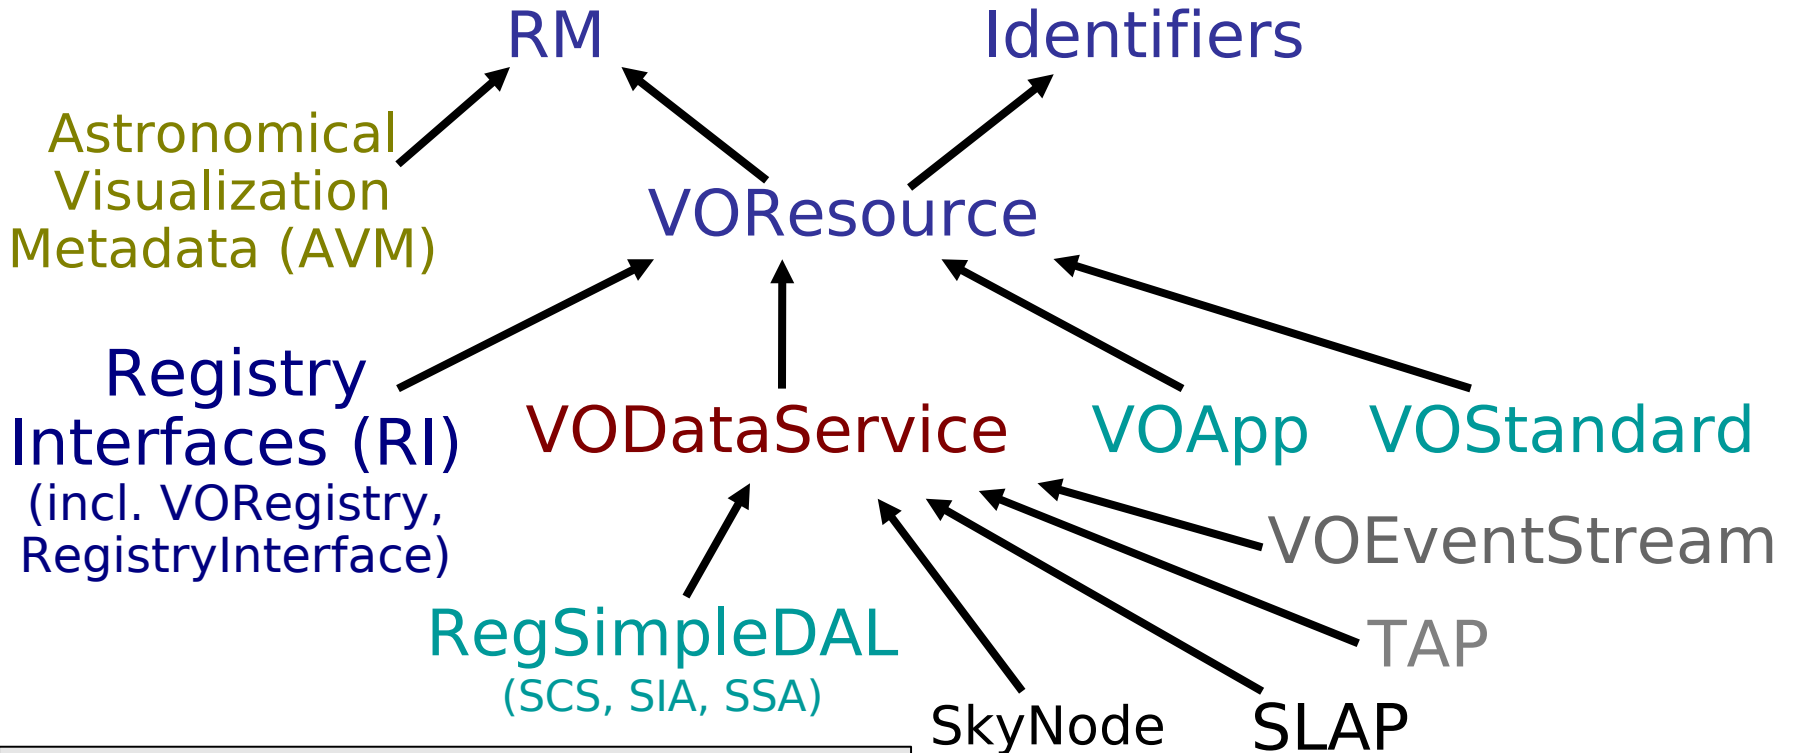 RM
Identifiers
Astronomical
Visualization
Metadata (AVM)
VOResource
Registry
Interfaces (RI)
(incl. VORegistry,
RegistryInterface)
VODataService
VOApp
VOStandard
VOEventStream
RegSimpleDAL
(SCS, SIA, SSA)
TAP
SkyNode
SLAP